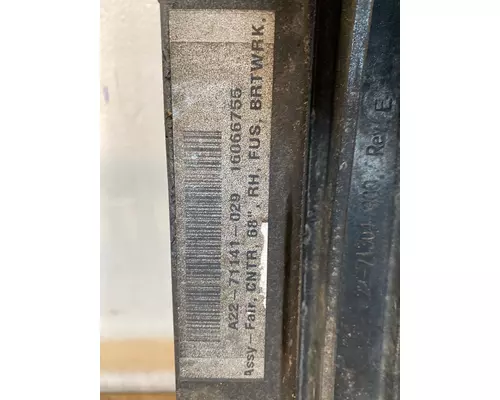 A22-71141-029 16066755
Assy-Fair, CNTR, 68", RH, FUS, BRTWRK,
Rev E